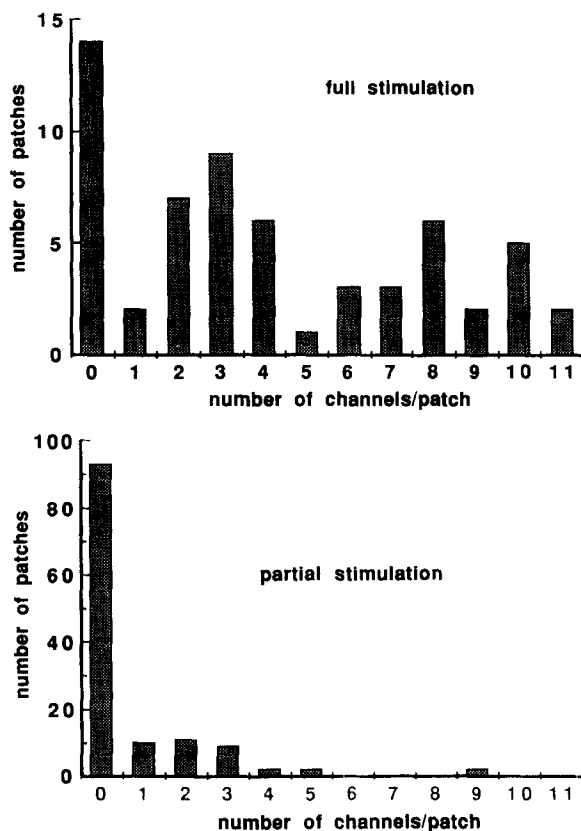 15
10
5
0
number of patches
full stimulation
0 1 2 3 4 5 6 7 8 9 10 11
number of channels/patch
100
80
60
40
20
0
number of patches
partial stimulation
0 1 2 3 4 5 6 7 8 9 10 11
number of channels/patch